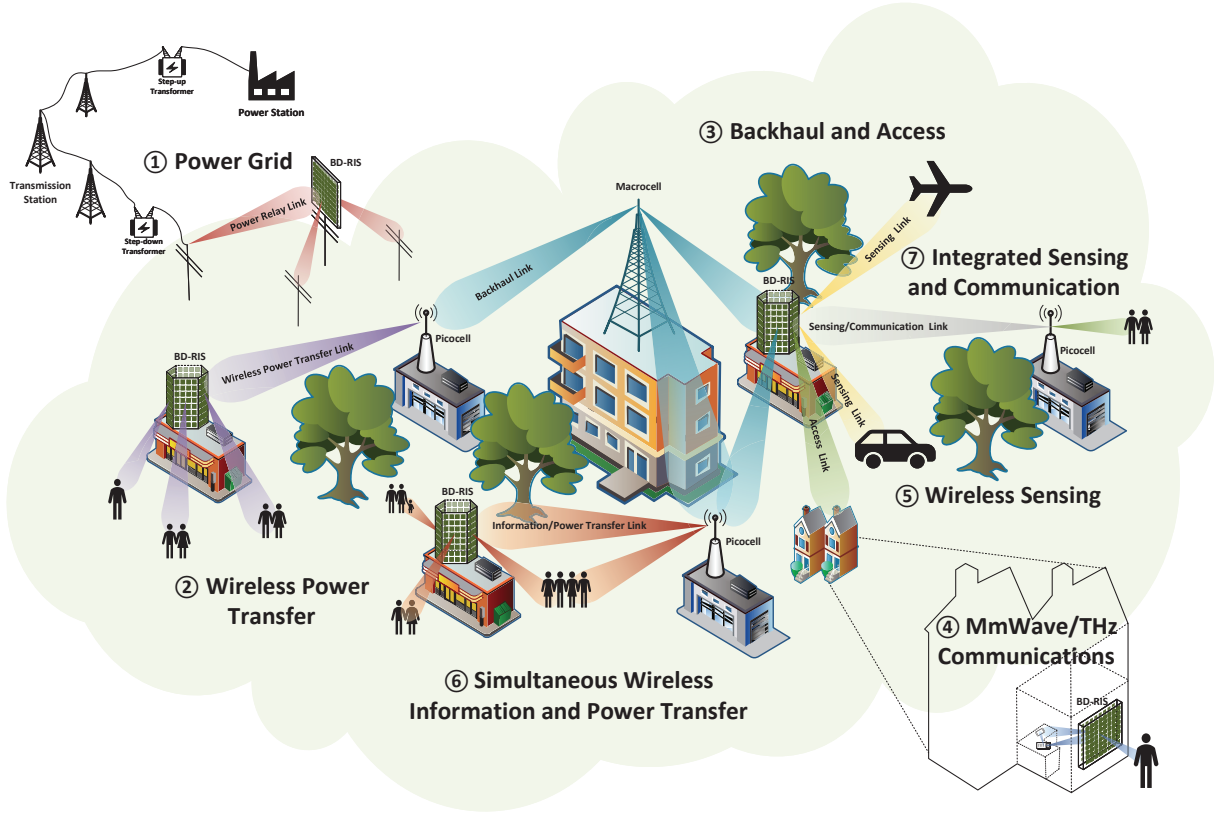 Step-up
Transformer
Power Station
① Power Grid
BD-RIS
Transmission
Station
Power Relay Link
Step-down
Transformer
③ Backhaul and Access
Macrocell
Backhaul Link
Sensing Link
⑦ Integrated Sensing
and Communication
BD-RIS
Sensing/Communication Link
Picocell
Picocell
BD-RIS
Wireless Power Transfer Link
Sensing Link
Access Link
⑤ Wireless Sensing
BD-RIS
Information/Power Transfer Link
Picocell
② Wireless Power
Transfer
④ MmWave/THz
Communications
⑥ Simultaneous Wireless
Information and Power Transfer
BD-RIS